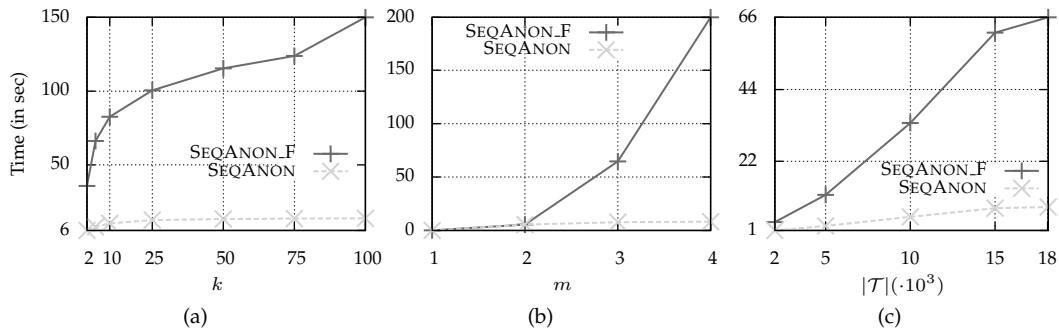 Time (in sec)
150
100
50
6
SEQANON_F
SEQANON
2 10 25 50 75 100
k
(a)
200
150
100
50
0
SEQANON_F
SEQANON
1 2 3 4
m
(b)
66
44
22
1
SEQANON_F
SEQANON
2 5 10 15 18
|𝒯|(·10³)
(c)